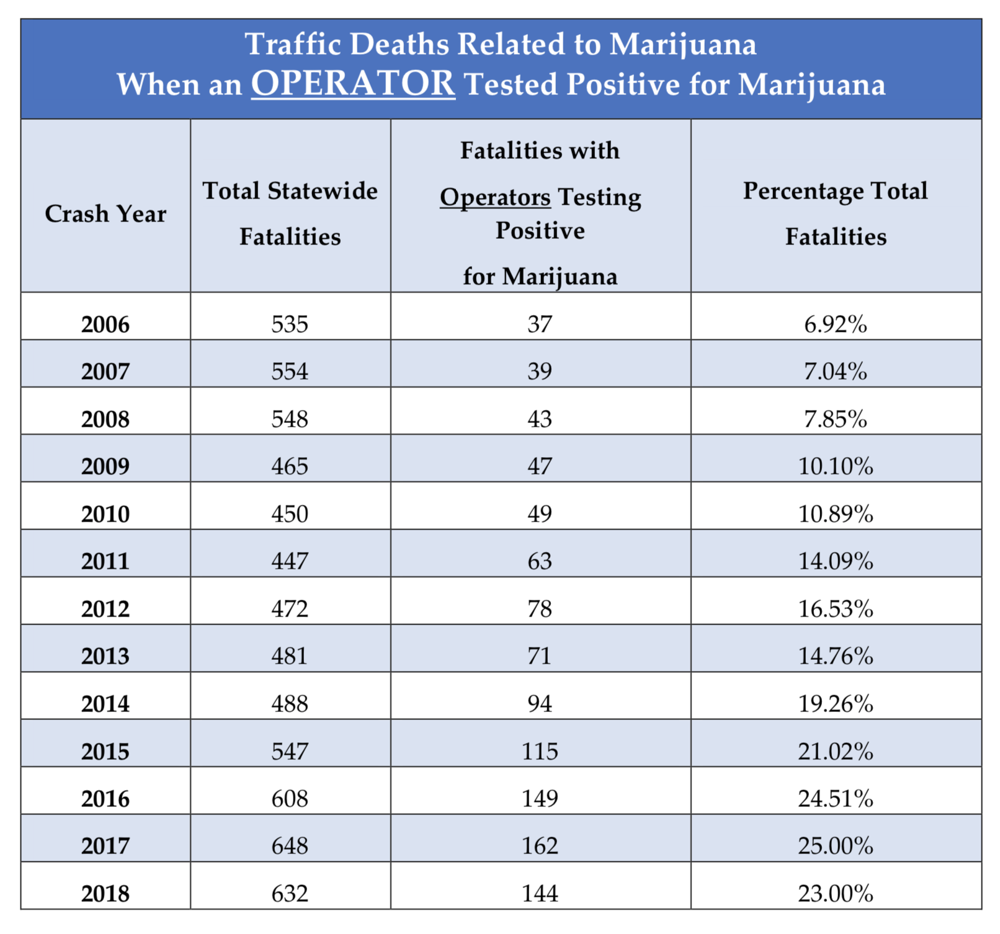 Traffic Deaths Related to Marijuana
When an OPERATOR Tested Positive for Marijuana
Crash Year
Total Statewide
Fatalities
Fatalities with
Operators Testing
Positive
for Marijuana
Percentage Total
Fatalities
2006 535 37 6.92%
2007 554 39 7.04%
2008 548 43 7.85%
2009 465 47 10.10%
2010 450 49 10.89%
2011 447 63 14.09%
2012 472 78 16.53%
2013 481 71 14.76%
2014 488 94 19.26%
2015 547 115 21.02%
2016 608 149 24.51%
2017 648 162 25.00%
2018 632 144 23.00%